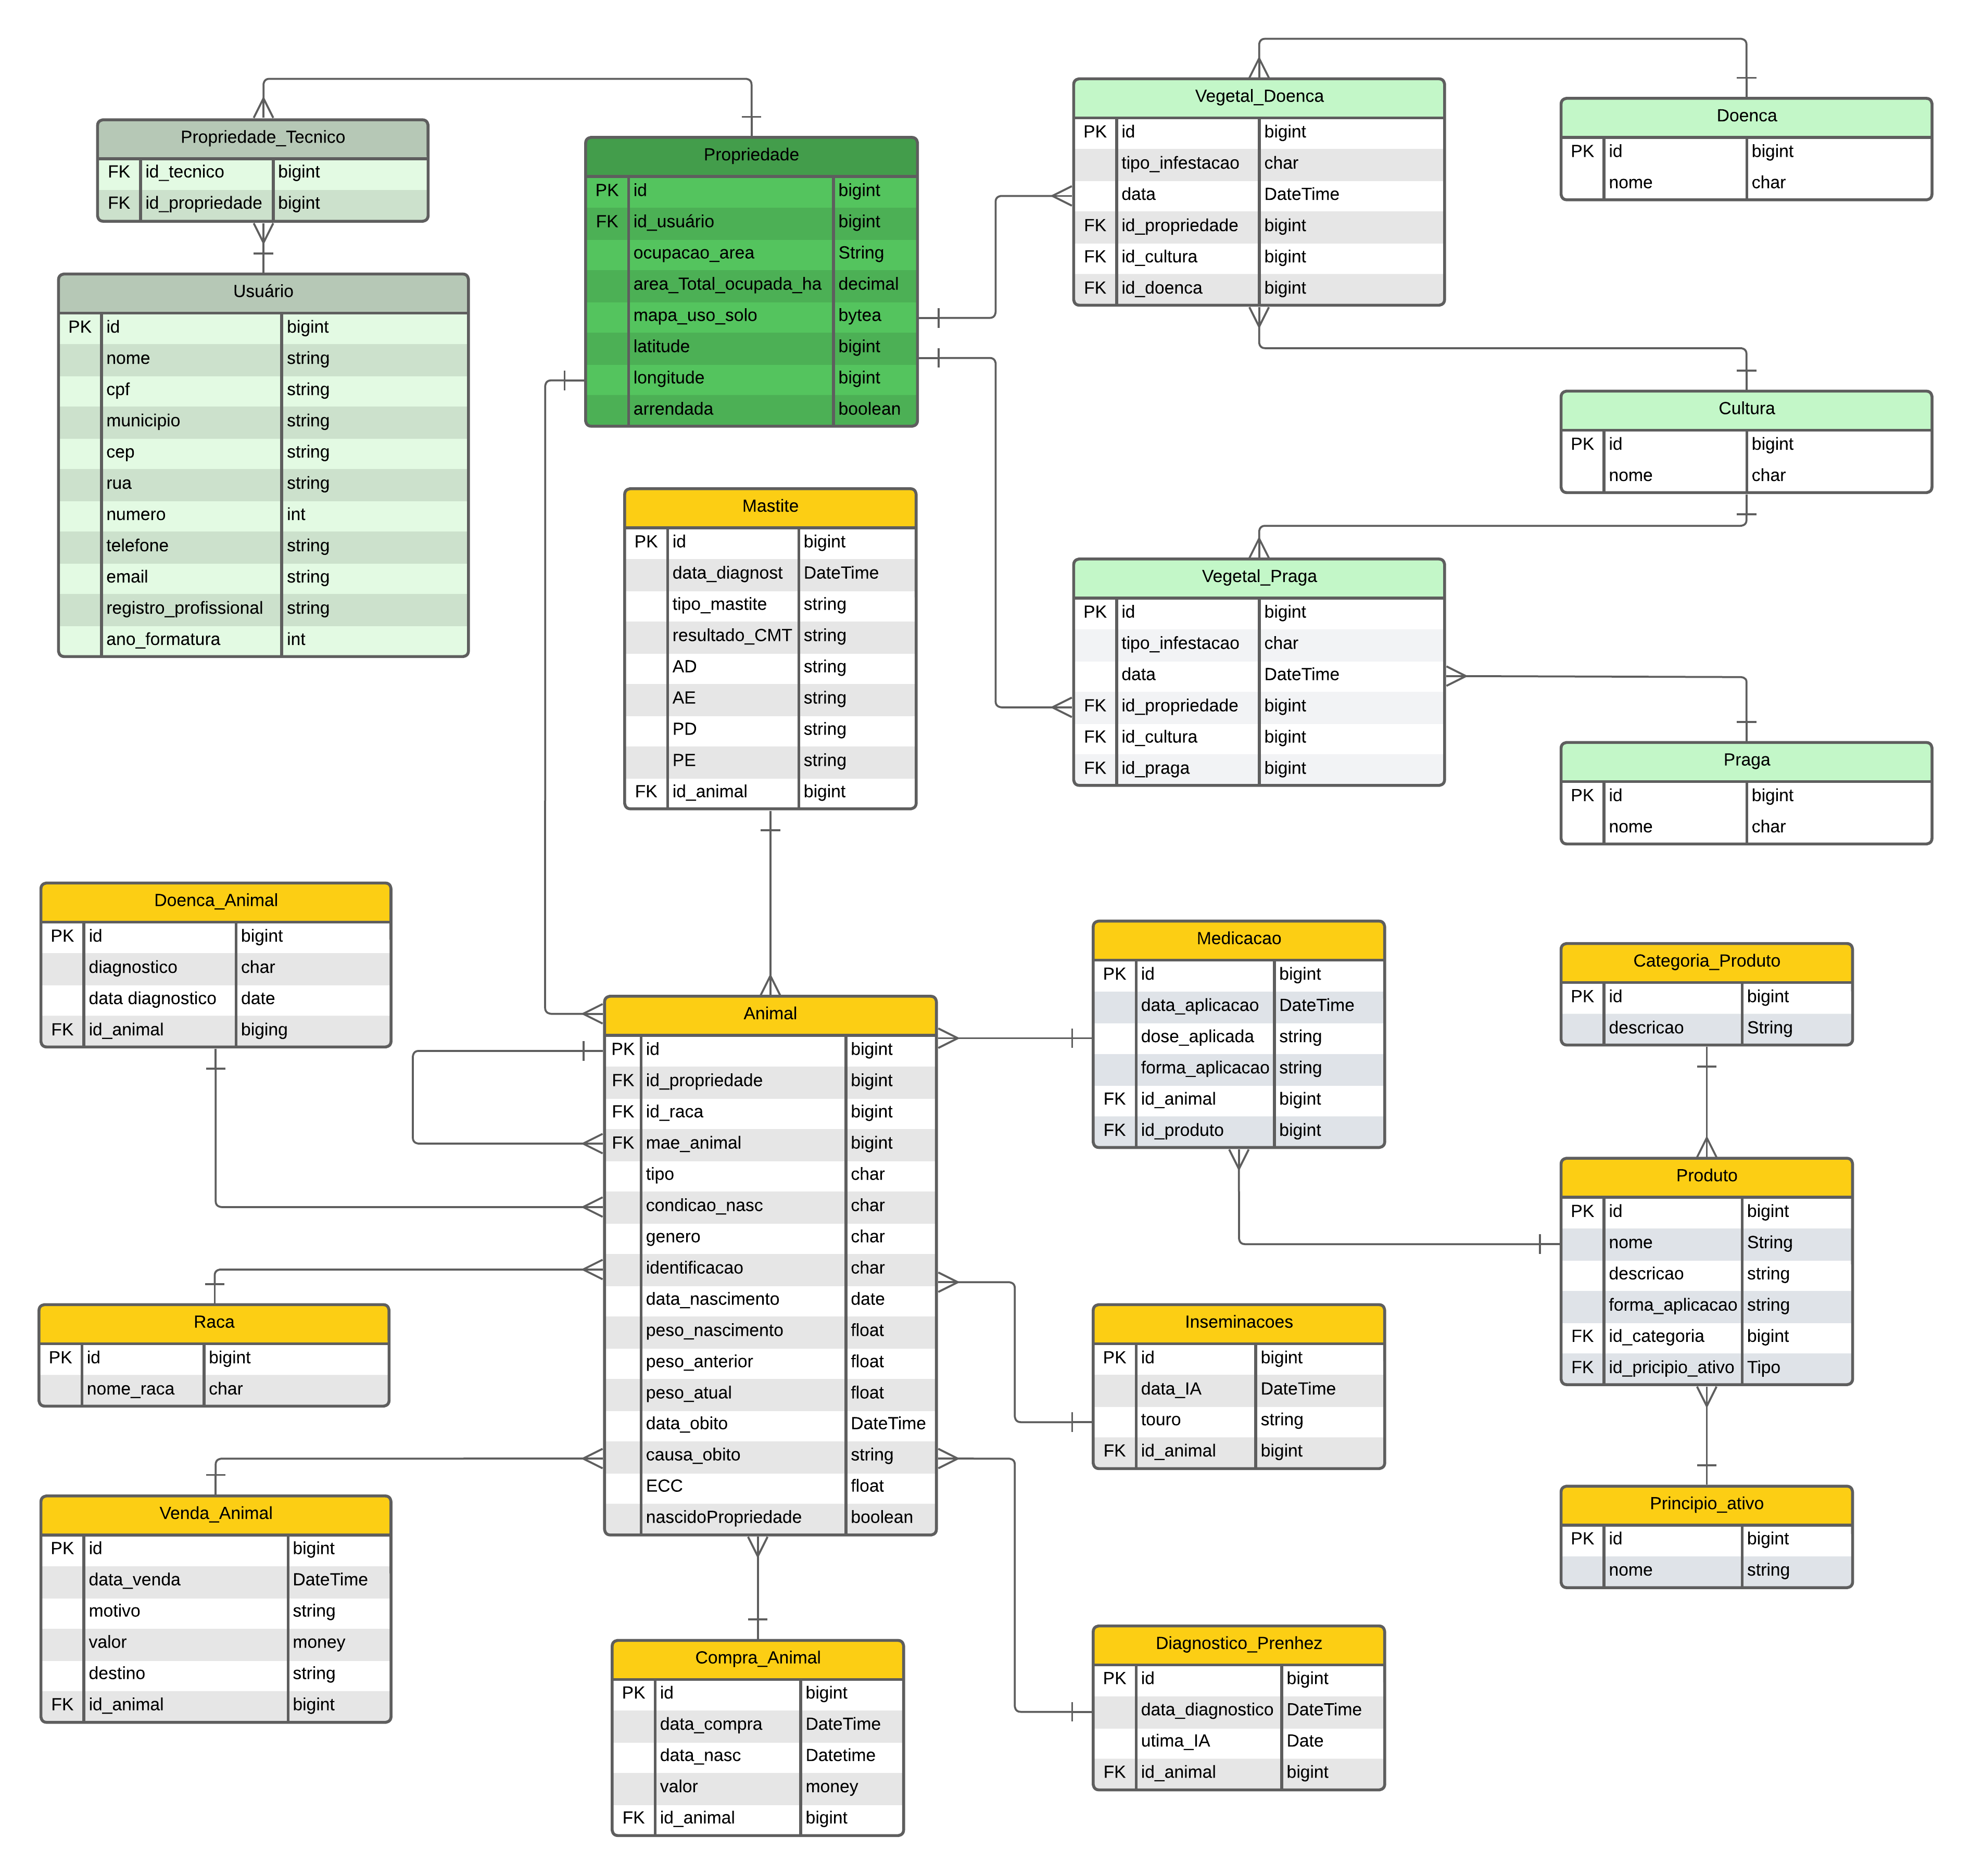 Propriedade_Tecnico
FK id_tecnico bigint
FK id_propriedade bigint
Usuário
PK id bigint
nome string
cpf string
municipio string
cep string
rua string
numero int
telefone string
email string
registro_profissional string
ano_formatura int
Propriedade
PK id bigint
FK id_usuário bigint
ocupacao_area String
area_Total_ocupada_ha decimal
mapa_uso_solo bytea
latitude bigint
longitude bigint
arrendada boolean
Vegetal_Doenca
PK id bigint
tipo_infestacao char
data DateTime
FK id_propriedade bigint
FK id_cultura bigint
FK id_doenca bigint
Doenca
PK id bigint
nome char
Cultura
PK id bigint
nome char
Mastite
PK id bigint
data_diagnost DateTime
tipo_mastite string
resultado_CMT string
AD string
AE string
PD string
PE string
FK id_animal bigint
Vegetal_Praga
PK id bigint
tipo_infestacao char
data DateTime
FK id_propriedade bigint
FK id_cultura bigint
FK id_praga bigint
Praga
PK id bigint
nome char
Doenca_Animal
PK id bigint
diagnostico char
data diagnostico date
FK id_animal biging
Animal
PK id bigint
FK id_propriedade bigint
FK id_raca bigint
FK mae_animal bigint
tipo char
condicao_nasc char
genero char
identificacao char
data_nascimento date
peso_nascimento float
peso_anterior float
peso_atual float
data_obito DateTime
causa_obito string
ECC float
nascidoPropriedade boolean
Medicacao
PK id bigint
data_aplicacao DateTime
dose_aplicada string
forma_aplicacao string
FK id_animal bigint
FK id_produto bigint
Categoria_Produto
PK id bigint
descricao String
Produto
PK id bigint
nome String
descricao string
forma_aplicacao string
FK id_categoria bigint
FK id_pricipio_ativo Tipo
Raca
PK id bigint
nome_raca char
Inseminacoes
PK id bigint
data_IA DateTime
touro string
FK id_animal bigint
Principio_ativo
PK id bigint
nome string
Venda_Animal
PK id bigint
data_venda DateTime
motivo string
valor money
destino string
FK id_animal bigint
Compra_Animal
PK id bigint
data_compra DateTime
data_nasc Datetime
valor money
FK id_animal bigint
Diagnostico_Prenhez
PK id bigint
data_diagnostico DateTime
utima_IA Date
FK id_animal bigint